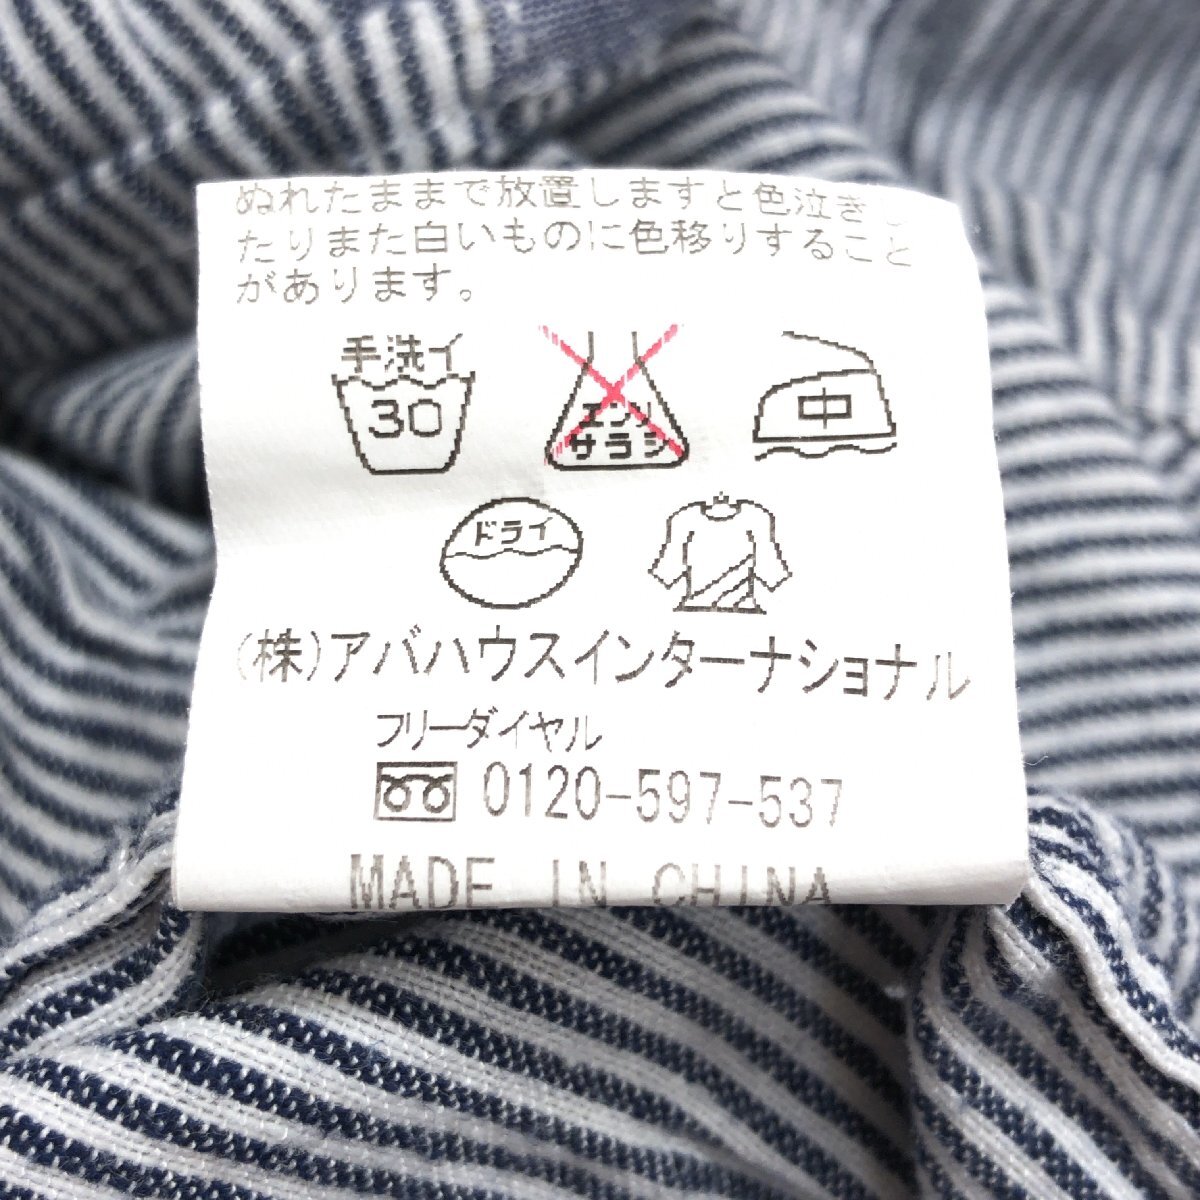 ぬれたままで放置しますと色泣きし
たりまた白いものに色移りすること
があります。
手洗イ
30
エンソ
サラシ
中
ドライ
(株)アバハウスインターナショナル
フリーダイヤル
0120-597-537
MADE IN CHINA